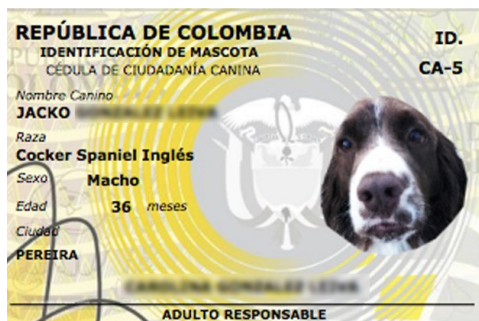 REPÚBLICA DE COLOMBIA
ID.
IDENTIFICACIÓN DE MASCOTA
CÉDULA DE CIUDADANÍA CANINA
CA-5
Nombre Canino
JACKO
Raza
Cocker Spaniel Inglés
Sexo Macho
Edad 36 meses
Ciudad
PEREIRA
ADULTO RESPONSABLE